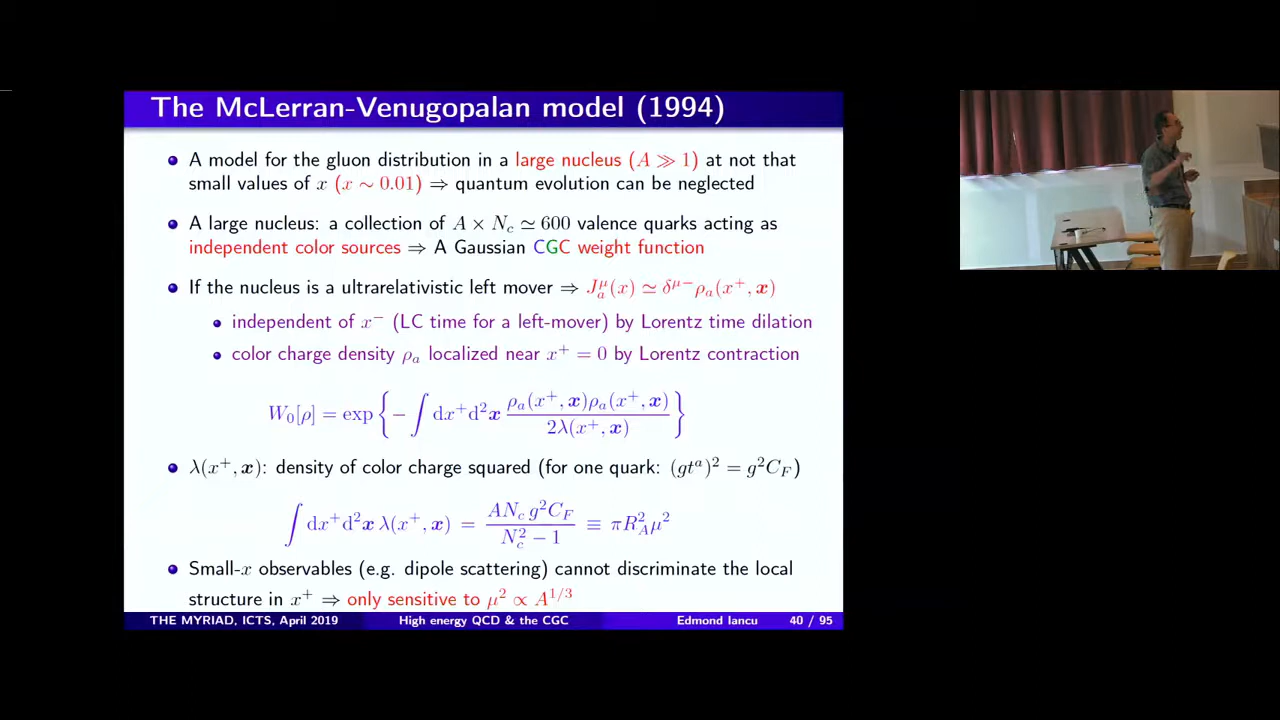 The McLerran-Venugopalan model (1994)
A model for the gluon distribution in a large nucleus (A ≫ 1) at not that
small values of x (x ∼ 0.01) ⇒ quantum evolution can be neglected
A large nucleus: a collection of A × N_c ≃ 600 valence quarks acting as
independent color sources ⇒ A Gaussian CGC weight function
If the nucleus is a ultrarelativistic left mover ⇒ J_a^μ(x) ≃ δ^{μ−}ρ_a(x^+, x)
independent of x^− (LC time for a left-mover) by Lorentz time dilation
color charge density ρ_a localized near x^+ = 0 by Lorentz contraction
W_0[ρ] = exp { − ∫ dx^+d^2x ρ_a(x^+, x)ρ_a(x^+, x) / 2λ(x^+, x) }
λ(x^+, x): density of color charge squared (for one quark: (gt^a)^2 = g^2C_F)
∫ dx^+d^2x λ(x^+, x) = AN_c g^2C_F / N_c^2 − 1 ≡ πR_A^2μ^2
Small-x observables (e.g. dipole scattering) cannot discriminate the local
structure in x^+ ⇒ only sensitive to μ^2 ∝ A^{1/3}
THE MYRIAD, ICTS, April 2019 High energy QCD & the CGC Edmond Iancu 40 / 95